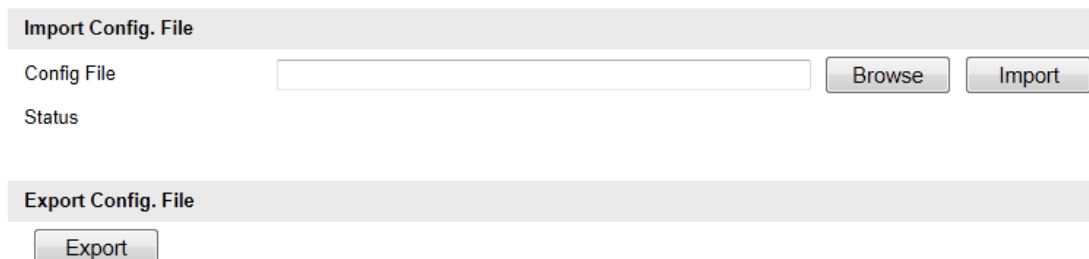 Import Config. File
Config File Browse Import
Status
Export Config. File
Export